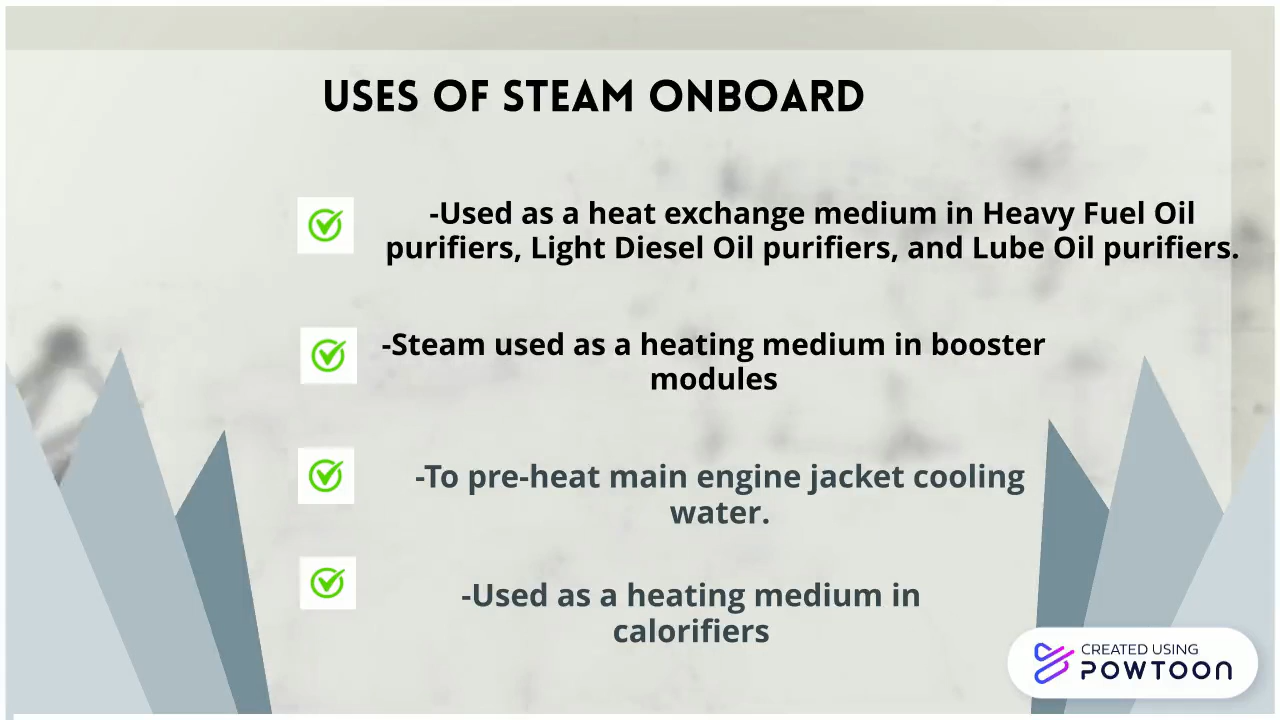 USES OF STEAM ONBOARD
-Used as a heat exchange medium in Heavy Fuel Oil
purifiers, Light Diesel Oil purifiers, and Lube Oil purifiers.
-Steam used as a heating medium in booster
modules
-To pre-heat main engine jacket cooling
water.
-Used as a heating medium in
calorifiers
CREATED USING
POWTOON